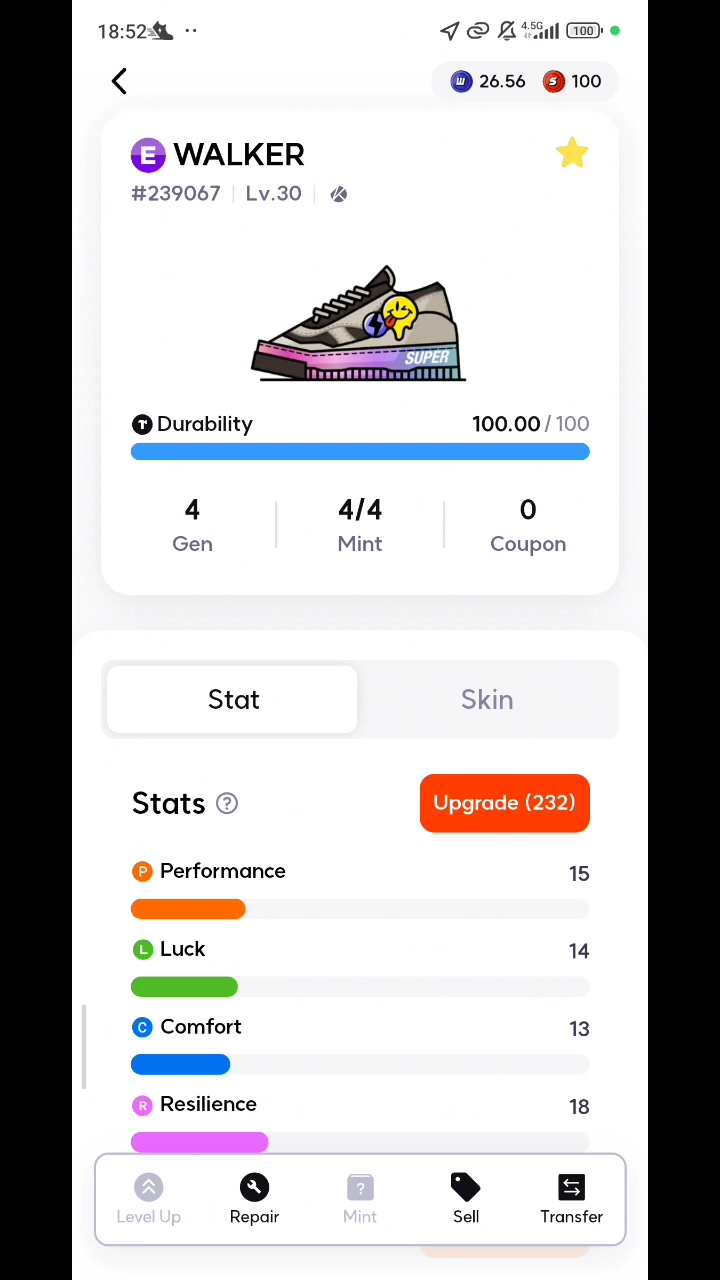 18:52 4.5G 100
26.56 100
E WALKER
#239067 Lv.30
SUPER
Durability 100.00 / 100
4 4/4 0
Gen Mint Coupon
Stat Skin
Stats ? Upgrade (232)
P Performance 15
L Luck 14
C Comfort 13
R Resilience 18
Level Up Repair Mint Sell Transfer